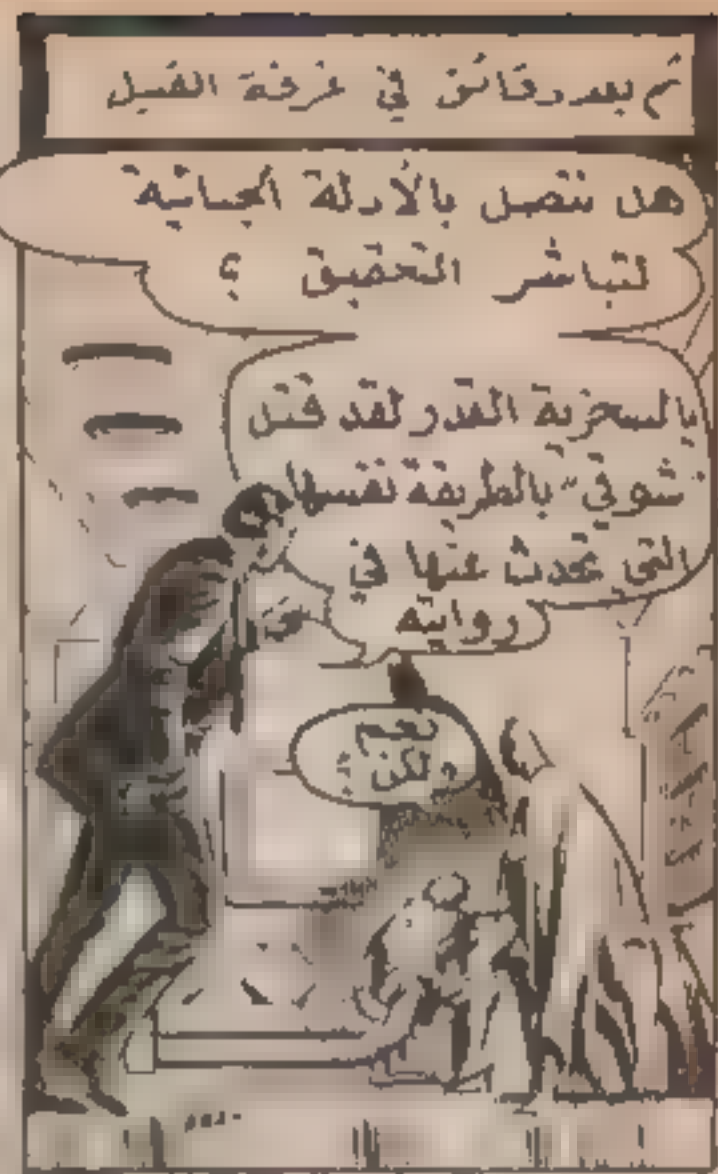 ثم بعد دقائق في غرفة القتيل
هل نتصل بالأدلة الجنائية
لتباشر التحقيق ؟
يالسخرية القدر لقد قتل
"شوقي" بالطريقة نفسها
التي تحدث عنها في
روايته
نعم
ولكن ؟